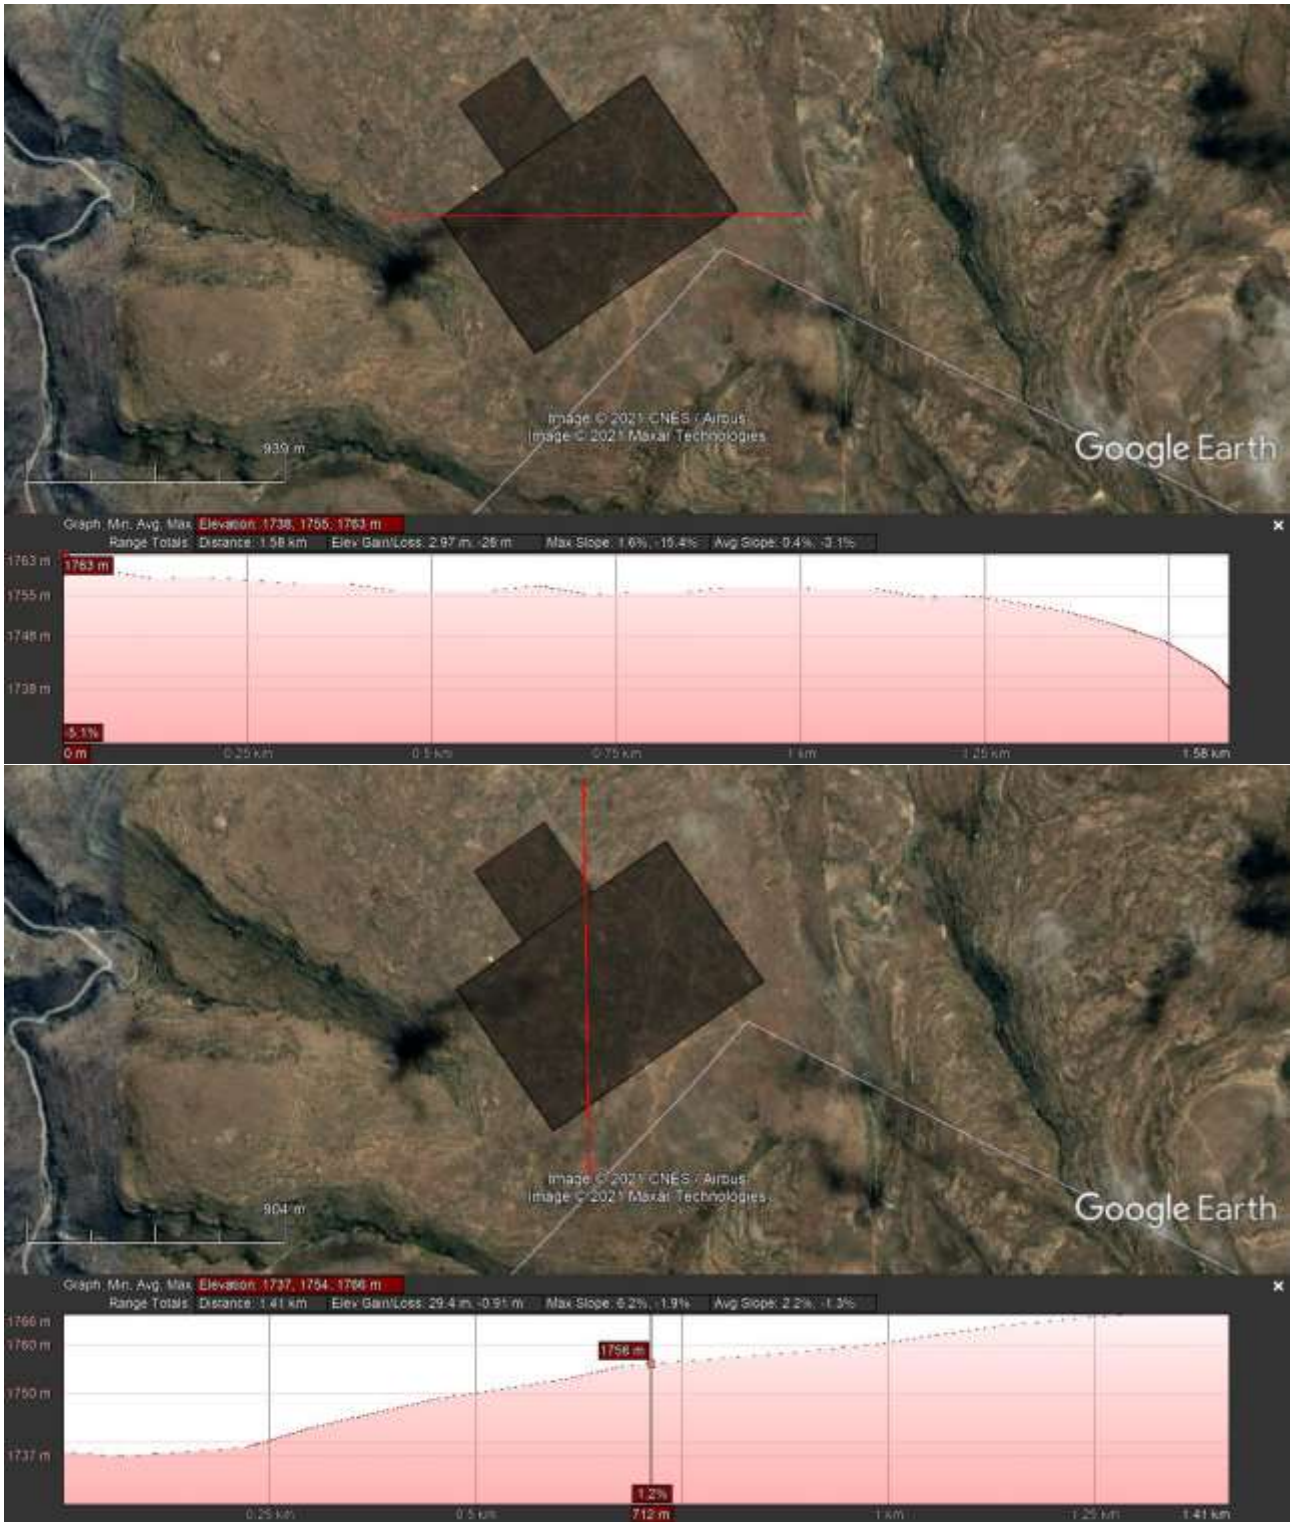 Image © 2021 CNES / Airbus
Image © 2021 Maxar Technologies
939 m
Google Earth
Graph: Min, Avg, Max Elevation: 1738, 1755, 1763 m
Range Totals: Distance: 1.58 km Elev Gain/Loss: 2.97 m, -26 m Max Slope: 1.6%, -15.4% Avg Slope: 0.4%, -3.1%
1763 m
1763 m
1755 m
1748 m
1738 m
-5.1%
0 m 0.25 km 0.5 km 0.75 km 1 km 1.25 km 1.58 km
Image © 2021 CNES / Airbus
Image © 2021 Maxar Technologies
904 m
Google Earth
Graph: Min, Avg, Max Elevation: 1737, 1754, 1766 m
Range Totals: Distance: 1.41 km Elev Gain/Loss: 29.4 m, -0.91 m Max Slope: 6.2%, -1.9% Avg Slope: 2.2%, -1.3%
1766 m
1760 m
1756 m
1750 m
1737 m
1.2%
0.25 km 0.5 km 712 m 1 km 1.25 km 1.41 km